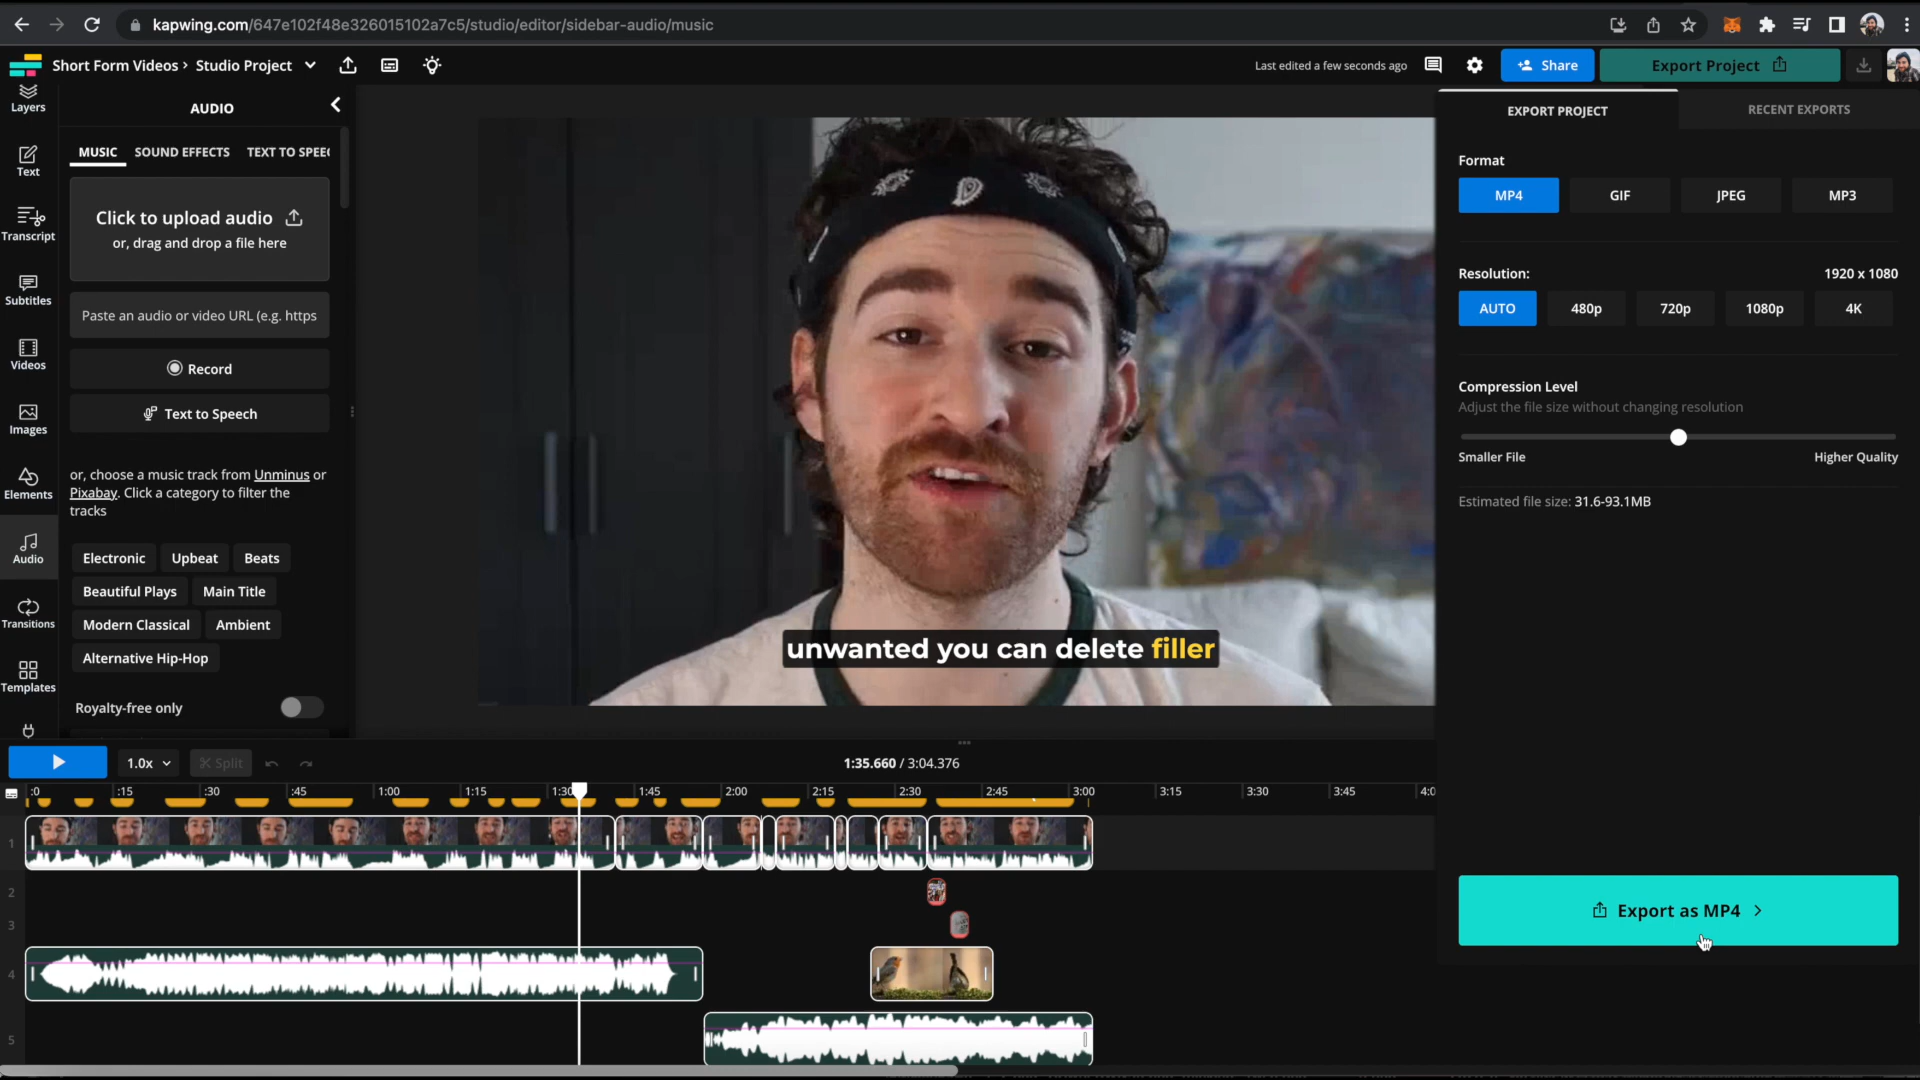 kapwing.com/647e102f48e326015102a7c5/studio/editor/sidebar-audio/music
Short Form Videos › Studio Project
Last edited a few seconds ago
Share
Export Project
Layers
Text
Transcript
Subtitles
Videos
Images
Elements
Audio
Transitions
Templates
AUDIO
MUSIC SOUND EFFECTS TEXT TO SPEEC
Click to upload audio
or, drag and drop a file here
Paste an audio or video URL (e.g. https
Record
Text to Speech
or, choose a music track from Unminus or
Pixabay. Click a category to filter the
tracks
Electronic Upbeat Beats
Beautiful Plays Main Title
Modern Classical Ambient
Alternative Hip-Hop
Royalty-free only
unwanted you can delete filler
EXPORT PROJECT RECENT EXPORTS
Format
MP4 GIF JPEG MP3
Resolution: 1920 x 1080
AUTO 480p 720p 1080p 4K
Compression Level
Adjust the file size without changing resolution
Smaller File Higher Quality
Estimated file size: 31.6-93.1MB
Export as MP4
1.0x Split 1:35.660 / 3:04.376
:0 :15 :30 :45 1:00 1:15 1:30 1:45 2:00 2:15 2:30 2:45 3:00 3:15 3:30 3:45 4:0
1
2
3
4
5